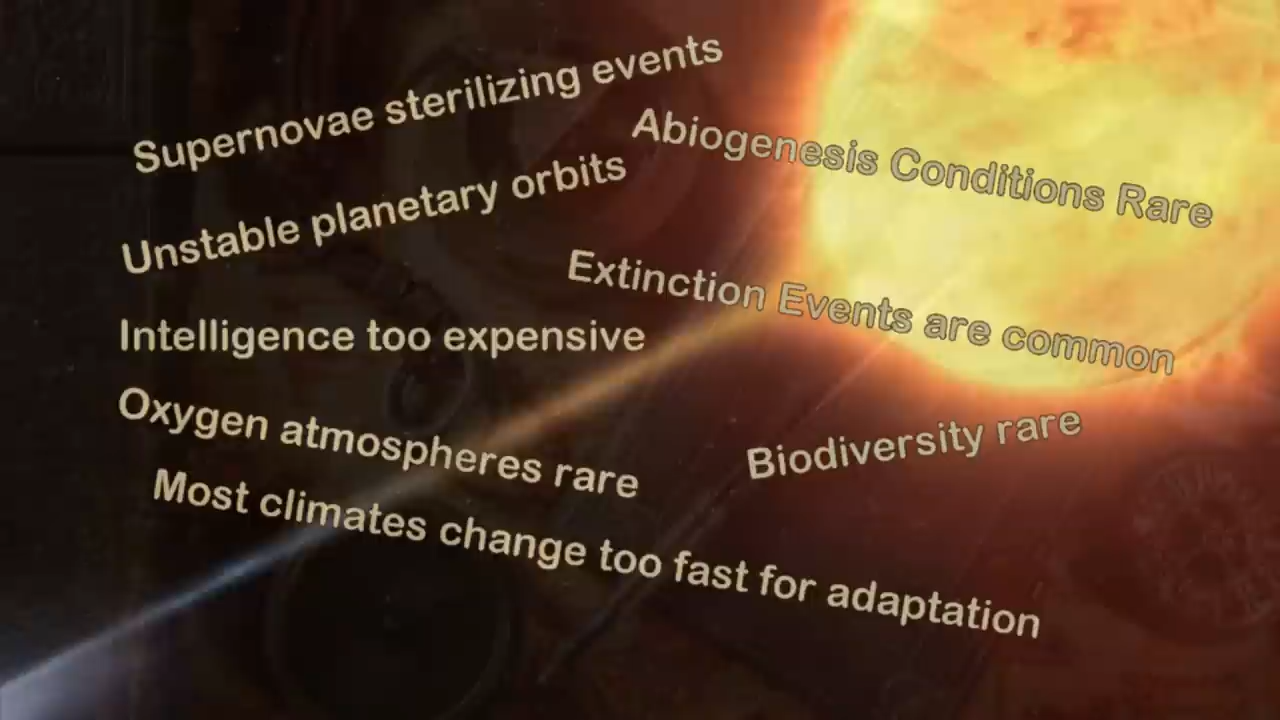 Supernovae sterilizing events
Abiogenesis Conditions Rare
Unstable planetary orbits
Extinction Events are common
Intelligence too expensive
Oxygen atmospheres rare
Biodiversity rare
Most climates change too fast for adaptation